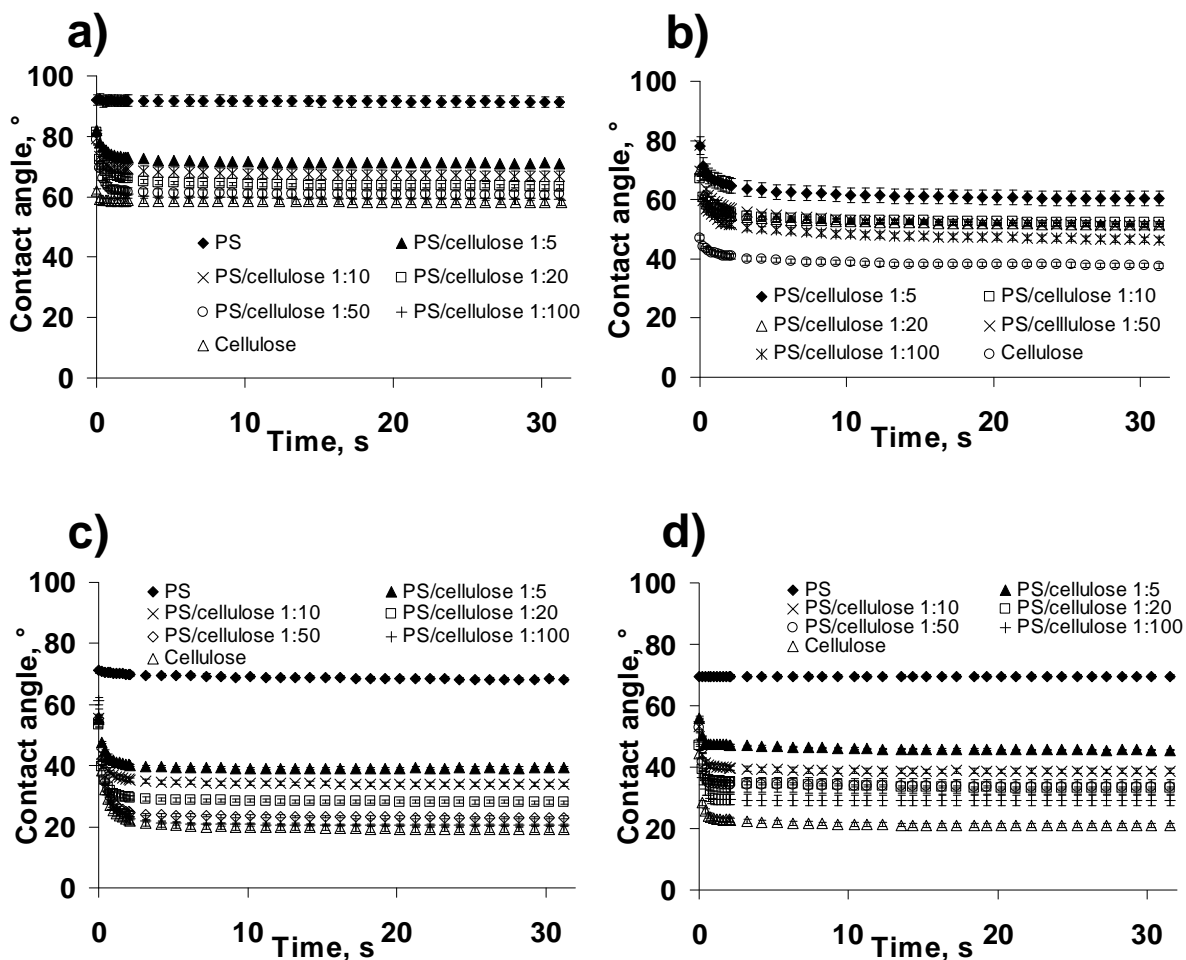 a)
100
80
60
40
20
0
Contact angle, °
PS PS/cellulose 1:5
PS/cellulose 1:10 PS/cellulose 1:20
PS/cellulose 1:50 PS/cellulose 1:100
Cellulose
0 10 20 30
Time, s
b)
100
80
60
40
20
0
Contact angle, °
PS/cellulose 1:5 PS/cellulose 1:10
PS/cellulose 1:20 PS/celllulose 1:50
PS/cellulose 1:100 Cellulose
0 10 20 30
Time, s
c)
100
80
60
40
20
0
Contact angle, °
PS PS/cellulose 1:5
PS/cellulose 1:10 PS/cellulose 1:20
PS/cellulose 1:50 PS/cellulose 1:100
Cellulose
0 10 20 30
Time, s
d)
100
80
60
40
20
0
Contact angle, °
PS PS/cellulose 1:5
PS/cellulose 1:10 PS/cellulose 1:20
PS/cellulose 1:50 PS/cellulose 1:100
Cellulose
0 10 20 30
Time, s